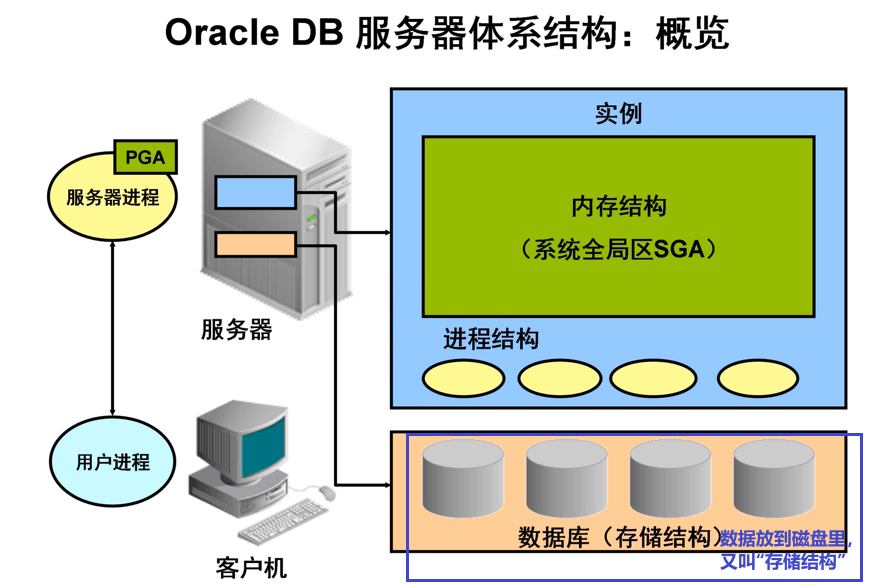 Oracle DB 服务器体系结构：概览
实例
PGA
服务器进程
内存结构
（系统全局区SGA）
服务器
进程结构
用户进程
数据库（存储结构）
数据放到磁盘里，
又叫“存储结构”
客户机